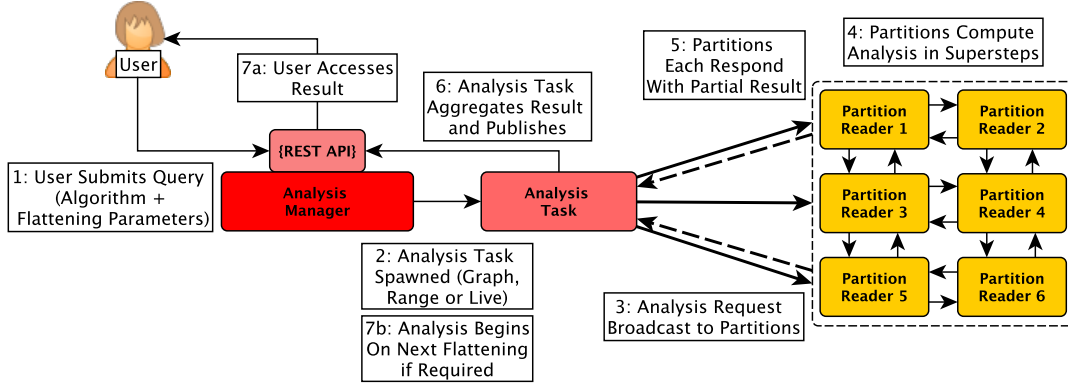 User
7a: User Accesses
Result
6: Analysis Task
Aggregates Result
and Publishes
5: Partitions
Each Respond
With Partial Result
4: Partitions Compute
Analysis in Supersteps
Partition
Reader 1
Partition
Reader 2
{REST API}
1: User Submits Query
(Algorithm +
Flattening Parameters)
Analysis
Manager
Analysis
Task
Partition
Reader 3
Partition
Reader 4
2: Analysis Task
Spawned (Graph,
Range or Live)
3: Analysis Request
Broadcast to Partitions
Partition
Reader 5
Partition
Reader 6
7b: Analysis Begins
On Next Flattening
if Required